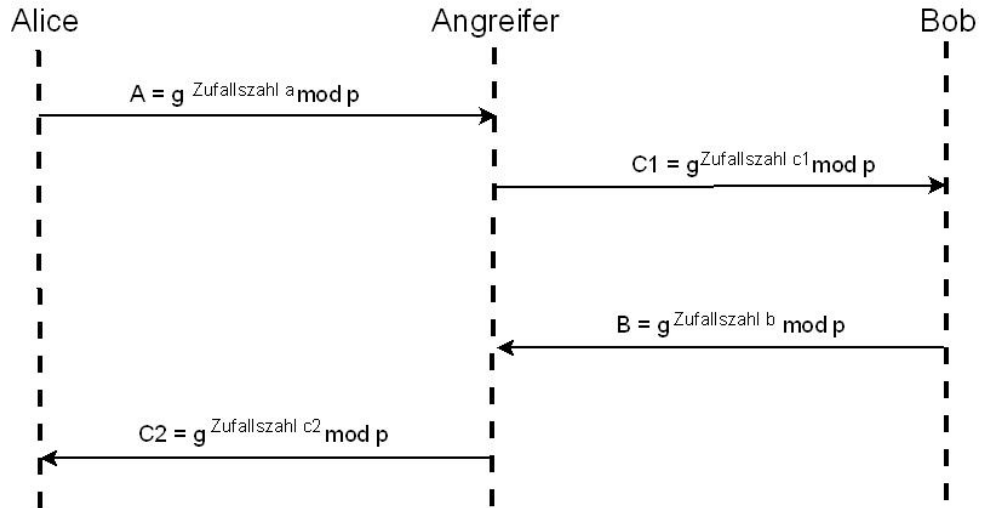 Alice Angreifer Bob
A = g Zufallszahl a mod p
C1 = g Zufallszahl c1 mod p
B = g Zufallszahl b mod p
C2 = g Zufallszahl c2 mod p